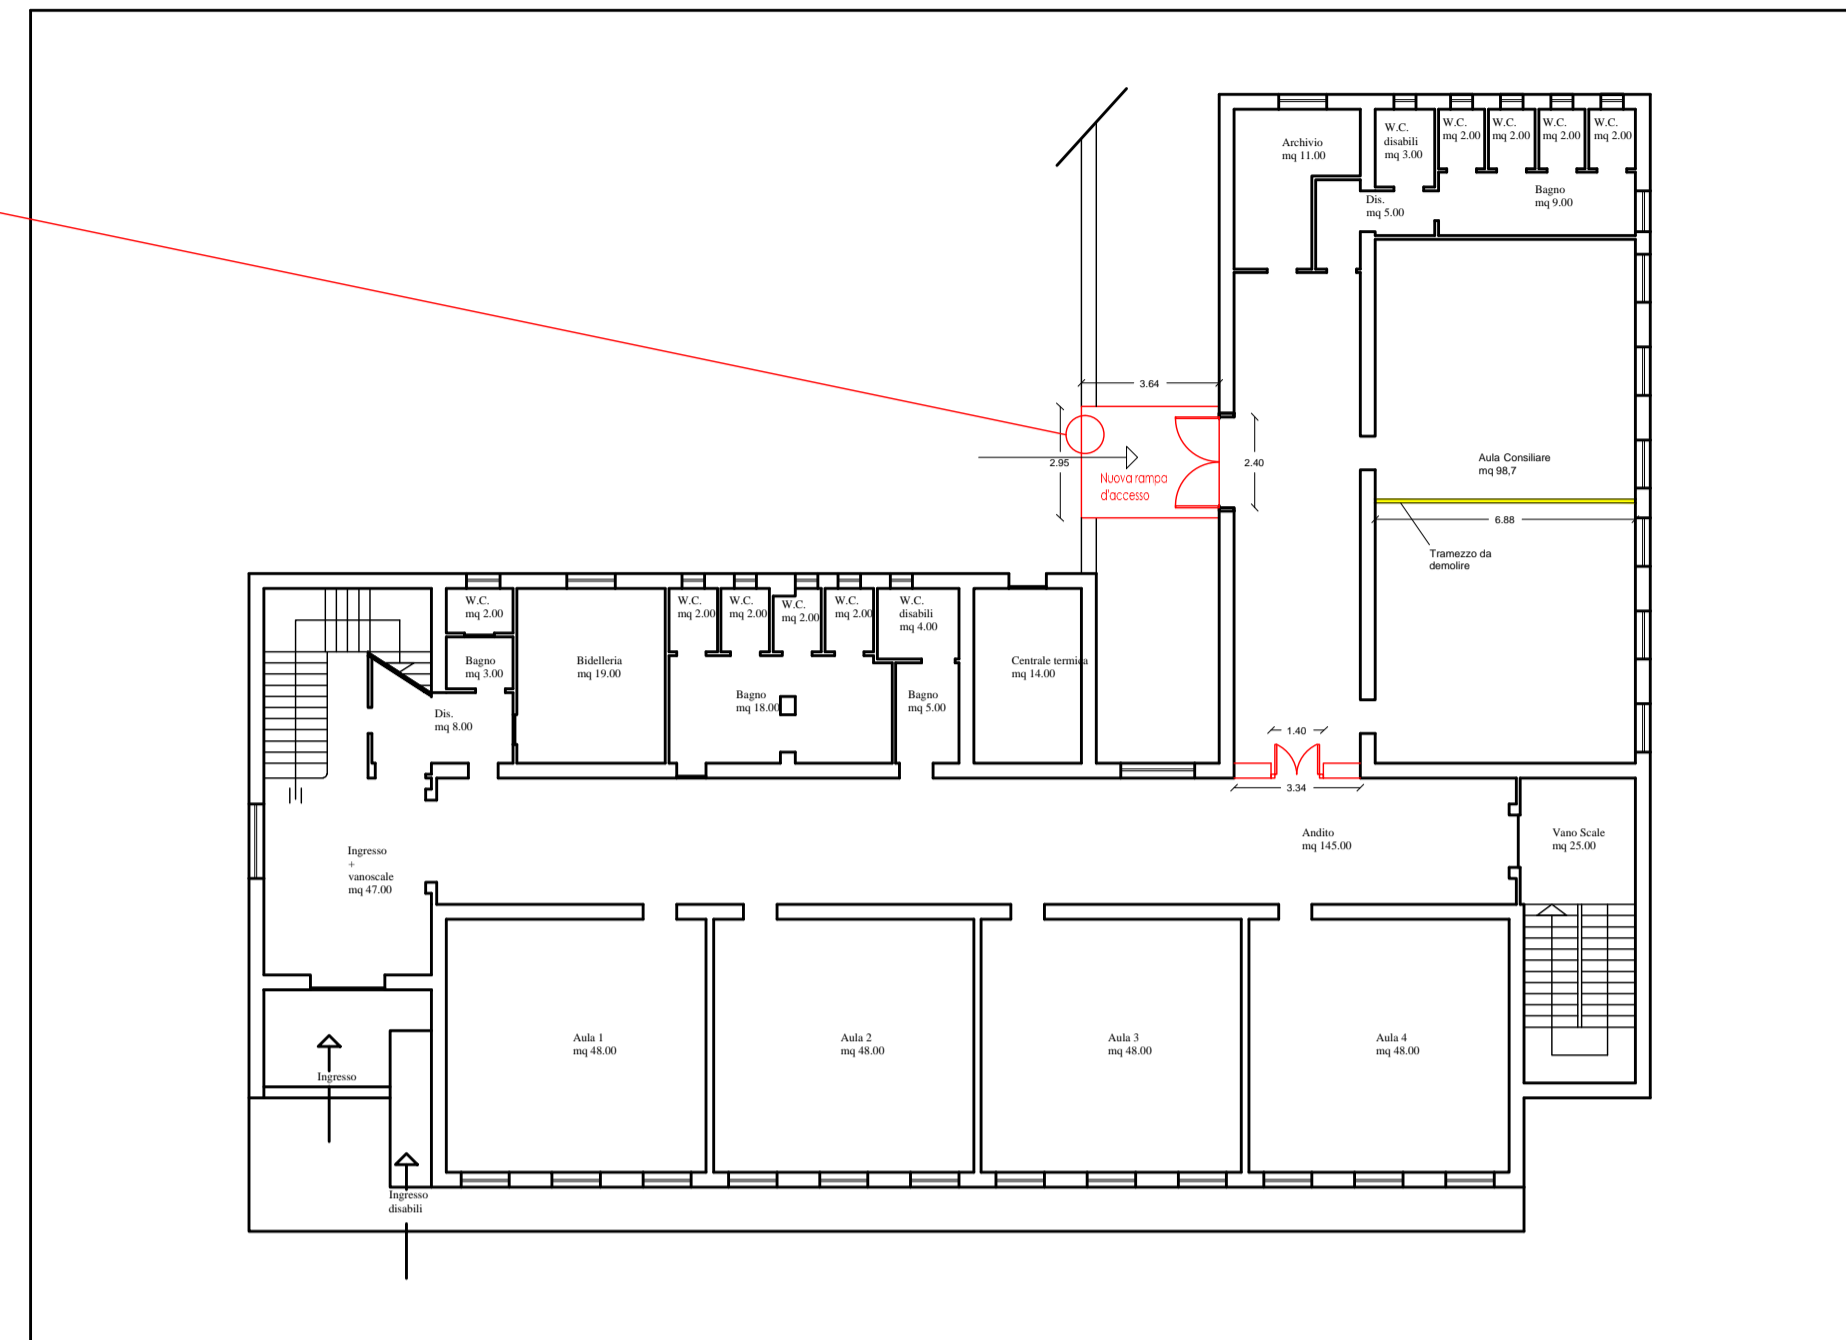 Archivio
mq 11.00
W.C.
disabili
mq 3.00
W.C.
mq 2.00
W.C.
mq 2.00
W.C.
mq 2.00
W.C.
mq 2.00
Bagno
mq 9.00
Dis.
mq 5.00
3.64
2.95
2.40
Nuova rampa
d'accesso
Aula Consiliare
mq 98,7
6.88
Tramezzo da
demolire
W.C.
mq 2.00
Bagno
mq 3.00
Dis.
mq 8.00
Bidelleria
mq 19.00
W.C.
mq 2.00
W.C.
mq 2.00
W.C.
mq 2.00
W.C.
mq 2.00
W.C.
disabili
mq 4.00
Bagno
mq 18.00
Bagno
mq 5.00
Centrale termica
mq 14.00
1.40
3.34
Ingresso
+
vanoscale
mq 47.00
Andito
mq 145.00
Vano Scale
mq 25.00
Aula 1
mq 48.00
Aula 2
mq 48.00
Aula 3
mq 48.00
Aula 4
mq 48.00
Ingresso
Ingresso
disabili